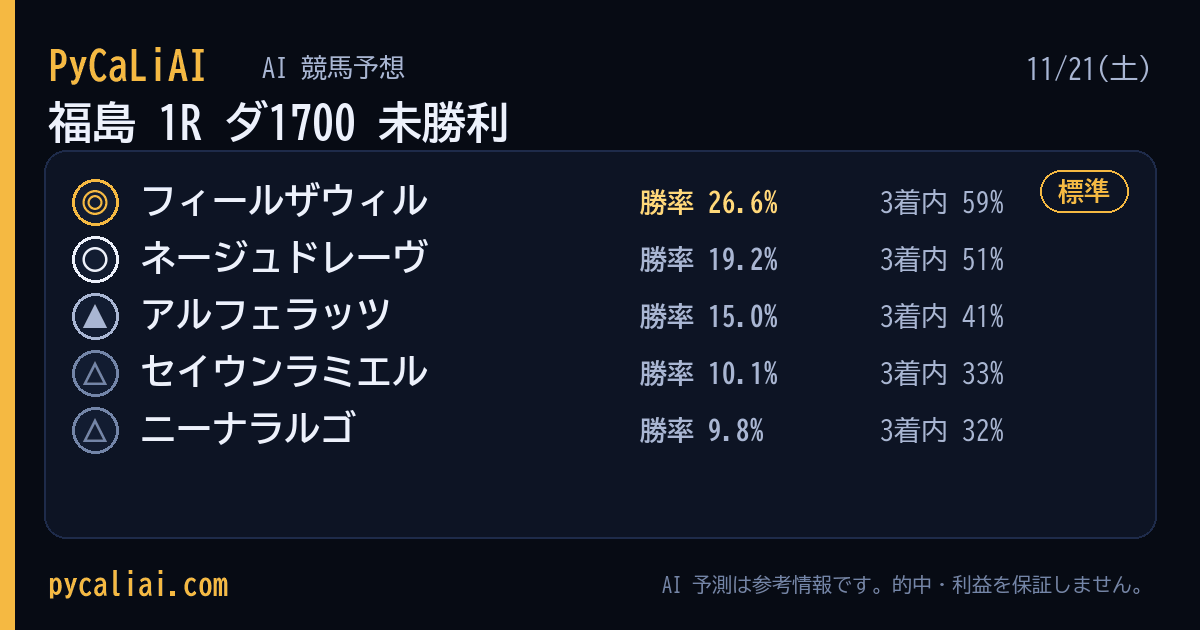 PyCaLiAI AI 競馬予想 11/21(土)
福島 1R ダ1700 未勝利
◎ フィールザウィル 勝率 26.6% 3着内 59% 標準
○ ネージュドレーヴ 勝率 19.2% 3着内 51%
▲ アルフェラッツ 勝率 15.0% 3着内 41%
△ セイウンラミエル 勝率 10.1% 3着内 33%
△ ニーナラルゴ 勝率 9.8% 3着内 32%
pycaliai.com AI 予測は参考情報です。的中・利益を保証しません。